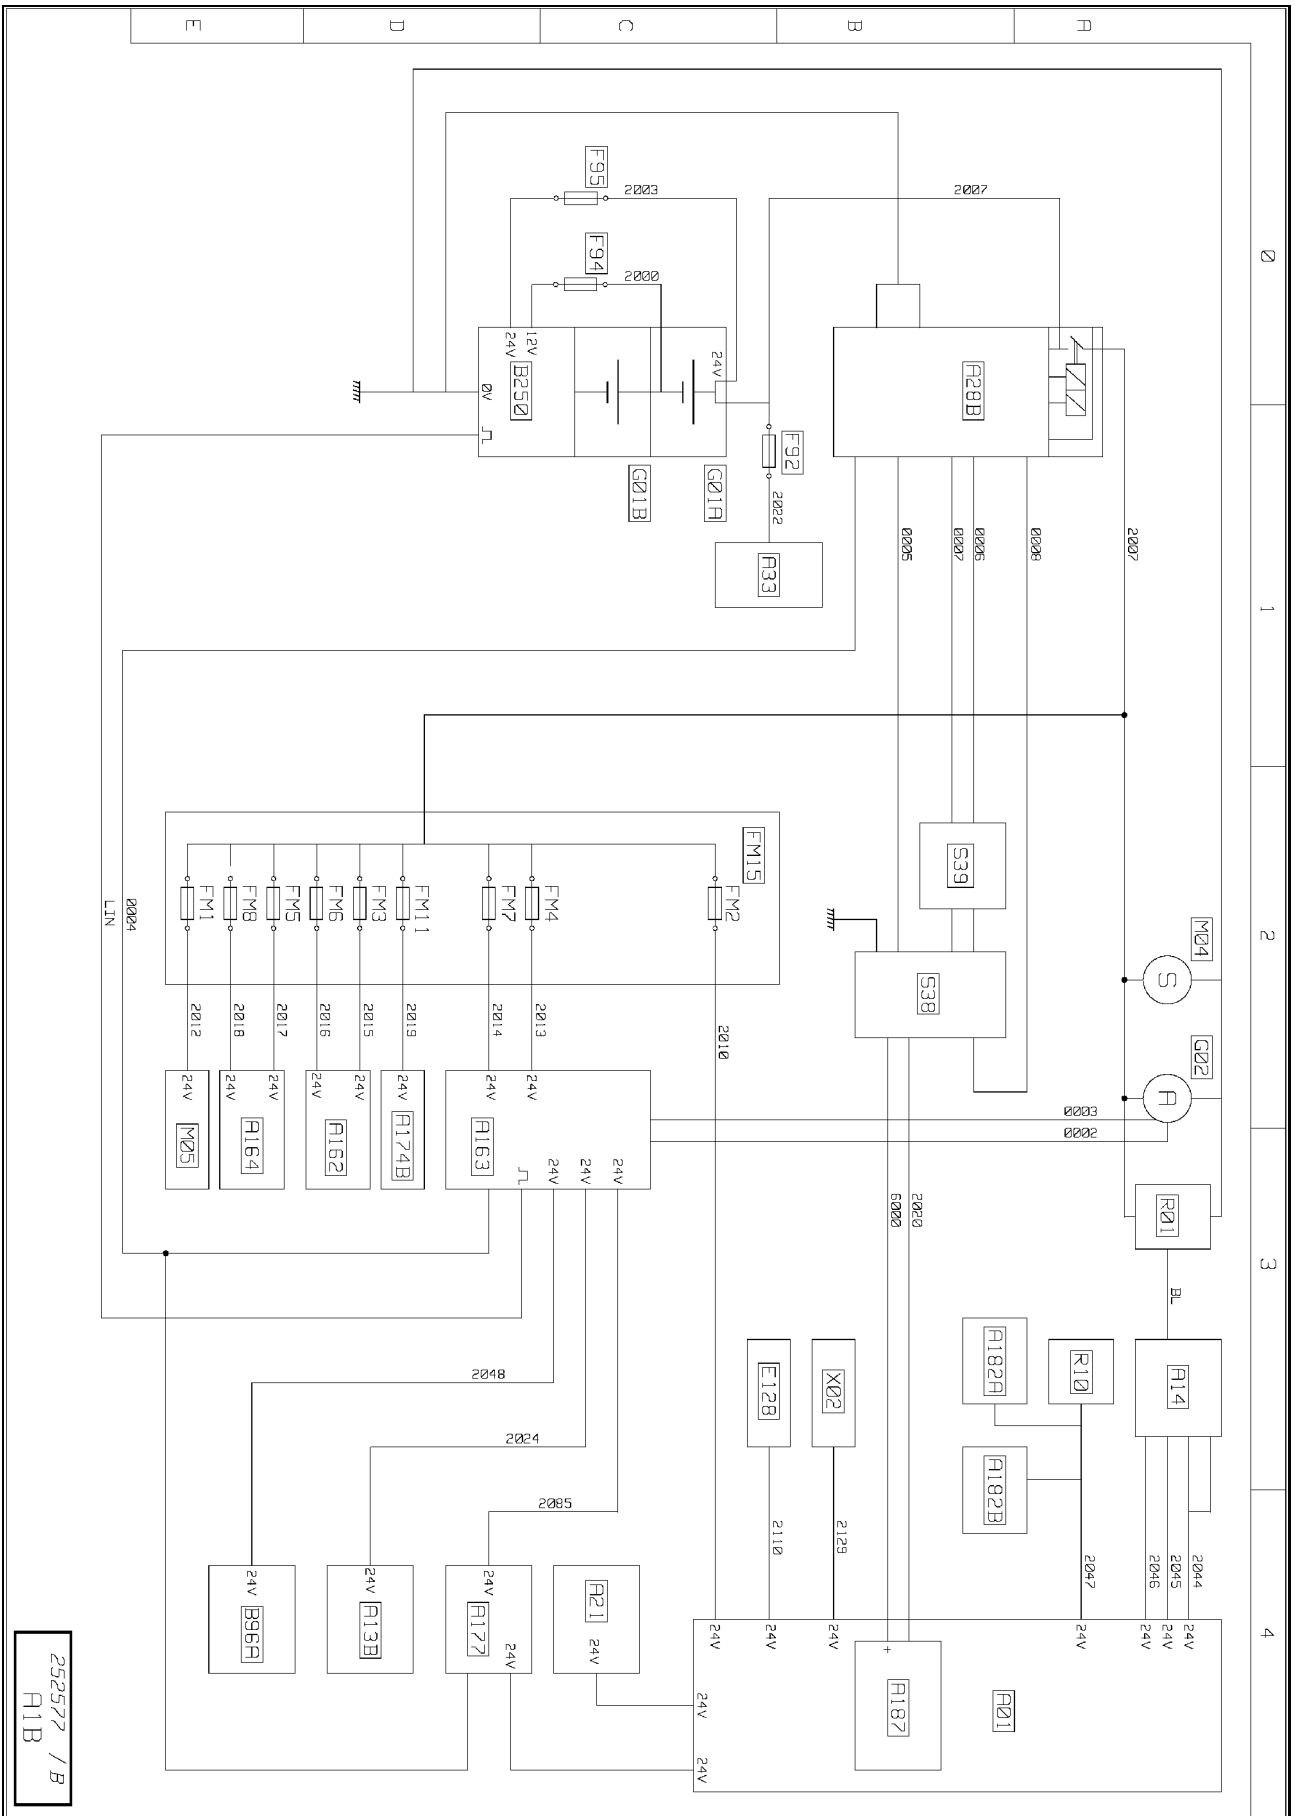 0
1
2
3
4
A
B
C
D
E
M04
S
G02
A
R01
BL
A14
2044
2045
2046
24V
24V
24V
2007
2007
0003
0002
R10
A182A
A182B
2047
24V
A01
A28B
0008
0006
0007
0005
S39
S38
2020
6000
+
A187
X02
2129
24V
E128
2110
24V
F92
2022
A33
24V
G01A
G01B
F95
2003
F94
2000
12V
24V
B250
0V
FM15
FM2
2010
24V
FM4
2013
24V
FM7
2014
24V
FM11
2019
24V
FM3
2015
24V
FM6
2016
24V
FM5
2017
24V
FM8
2018
24V
FM1
2012
24V
A163
24V
24V
24V
A174B
A162
A164
M05
A21
24V
24V
2085
24V
A177
24V
24V
2024
24V
A13B
2048
24V
B96A
0004
LIN
252577 / B
A1B